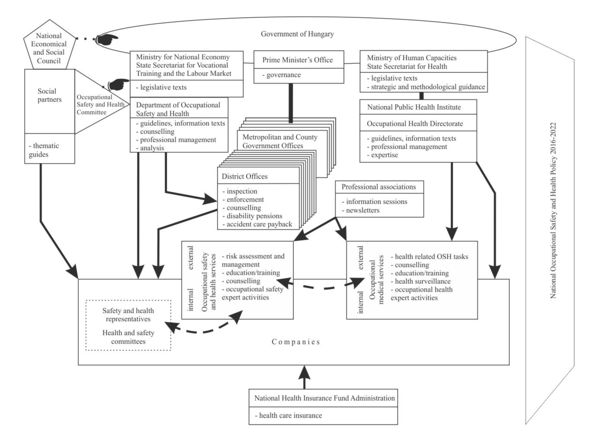 National
Economical
and Social
Council
Government of Hungary
Ministry for National Economy
State Secretariat for Vocational
Training and the Labour Market
- legislative texts
Prime Minister's Office
- governance
Ministry of Human Capacities
State Secretariat for Health
- legislative texts
- strategic and methodological guidance
Social
partners
- thematic
guides
Occupational
Safety and Health
Committee
Department of Occupational
Safety and Health
- guidelines, information texts
- counselling
- professional management
- analysis
Metropolitan and County
Government Offices
National Public Health Institute
Occupational Health Directorate
- guidelines, information texts
- professional management
- expertise
District Offices
- inspection
- enforcement
- counselling
- disability pensions
- accident care payback
Professional associations
- information sessions
- newsletters
internal external
Occupational safety
and health services
- risk assessment and
management
- education/training
- counselling
- occupational safety
expert activities
internal external
Occupational
medical services
- health related OSH tasks
- counselling
- education/training
- health surveillance
- occupational health
expert activities
Safety and health
representatives
Health and safety
committees
Companies
National Health Insurance Fund Administration
- health care insurance
National Occupational Safety and Health Policy 2016-2022